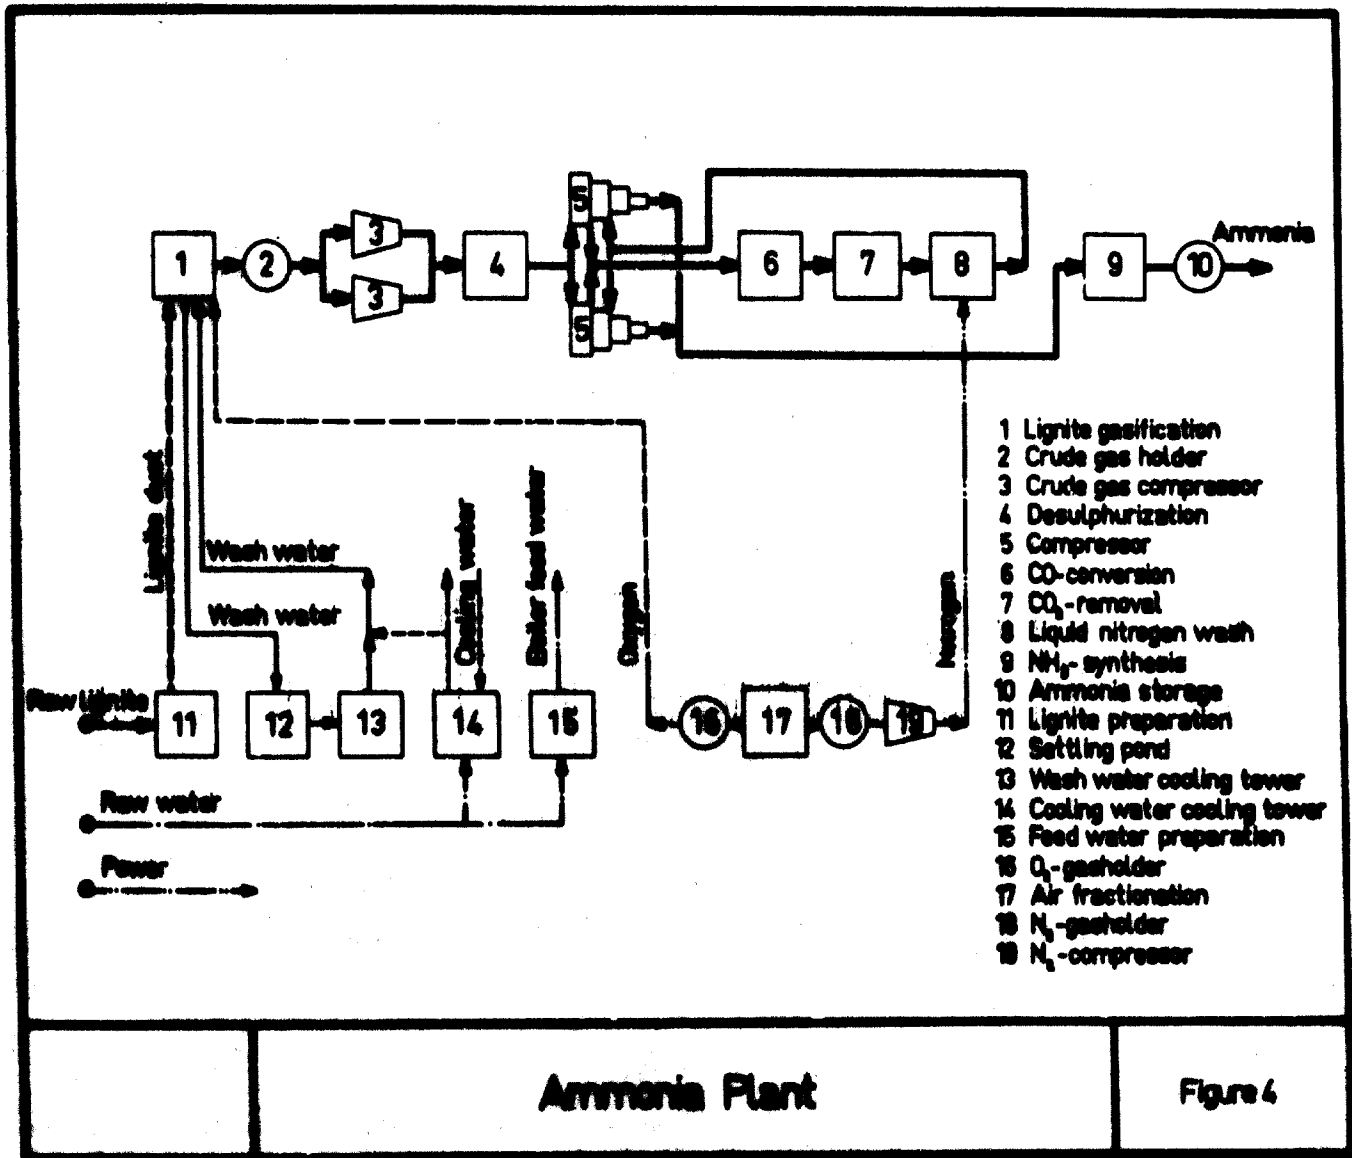 5
3
Ammonia
1
2
4
6
7
8
9
10
3
5
1 Lignite gasification
2 Crude gas holder
3 Crude gas compressor
4 Desulphurization
5 Compressor
6 CO-conversion
7 CO₂-removal
8 Liquid nitrogen wash
9 NH₃-synthesis
10 Ammonia storage
11 Lignite preparation
12 Settling pond
13 Wash water cooling tower
14 Cooling water cooling tower
15 Feed water preparation
16 O₂-gasholder
17 Air fractionation
18 N₂-gasholder
19 N₂-compressor
Lignite dust
Wash water
Wash water
Cooling water
Boiler feed water
Oxygen
Nitrogen
Raw lignite
11
12
13
14
15
16
17
18
19
Raw water
Power
Ammonia Plant
Figure 4